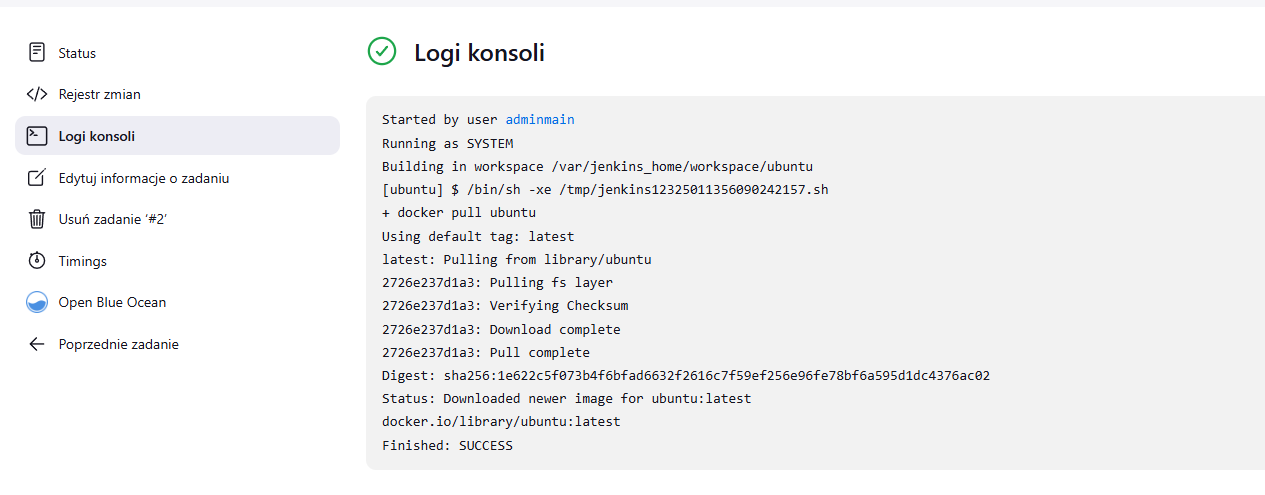 Status
Rejestr zmian
Logi konsoli
Edytuj informacje o zadaniu
Usuń zadanie ‘#2’
Timings
Open Blue Ocean
Poprzednie zadanie
Logi konsoli
Started by user adminmain
Running as SYSTEM
Building in workspace /var/jenkins_home/workspace/ubuntu
[ubuntu] $ /bin/sh -xe /tmp/jenkins12325011356090242157.sh
+ docker pull ubuntu
Using default tag: latest
latest: Pulling from library/ubuntu
2726e237d1a3: Pulling fs layer
2726e237d1a3: Verifying Checksum
2726e237d1a3: Download complete
2726e237d1a3: Pull complete
Digest: sha256:1e622c5f073b4f6bfad6632f2616c7f59ef256e96fe78bf6a595d1dc4376ac02
Status: Downloaded newer image for ubuntu:latest
docker.io/library/ubuntu:latest
Finished: SUCCESS